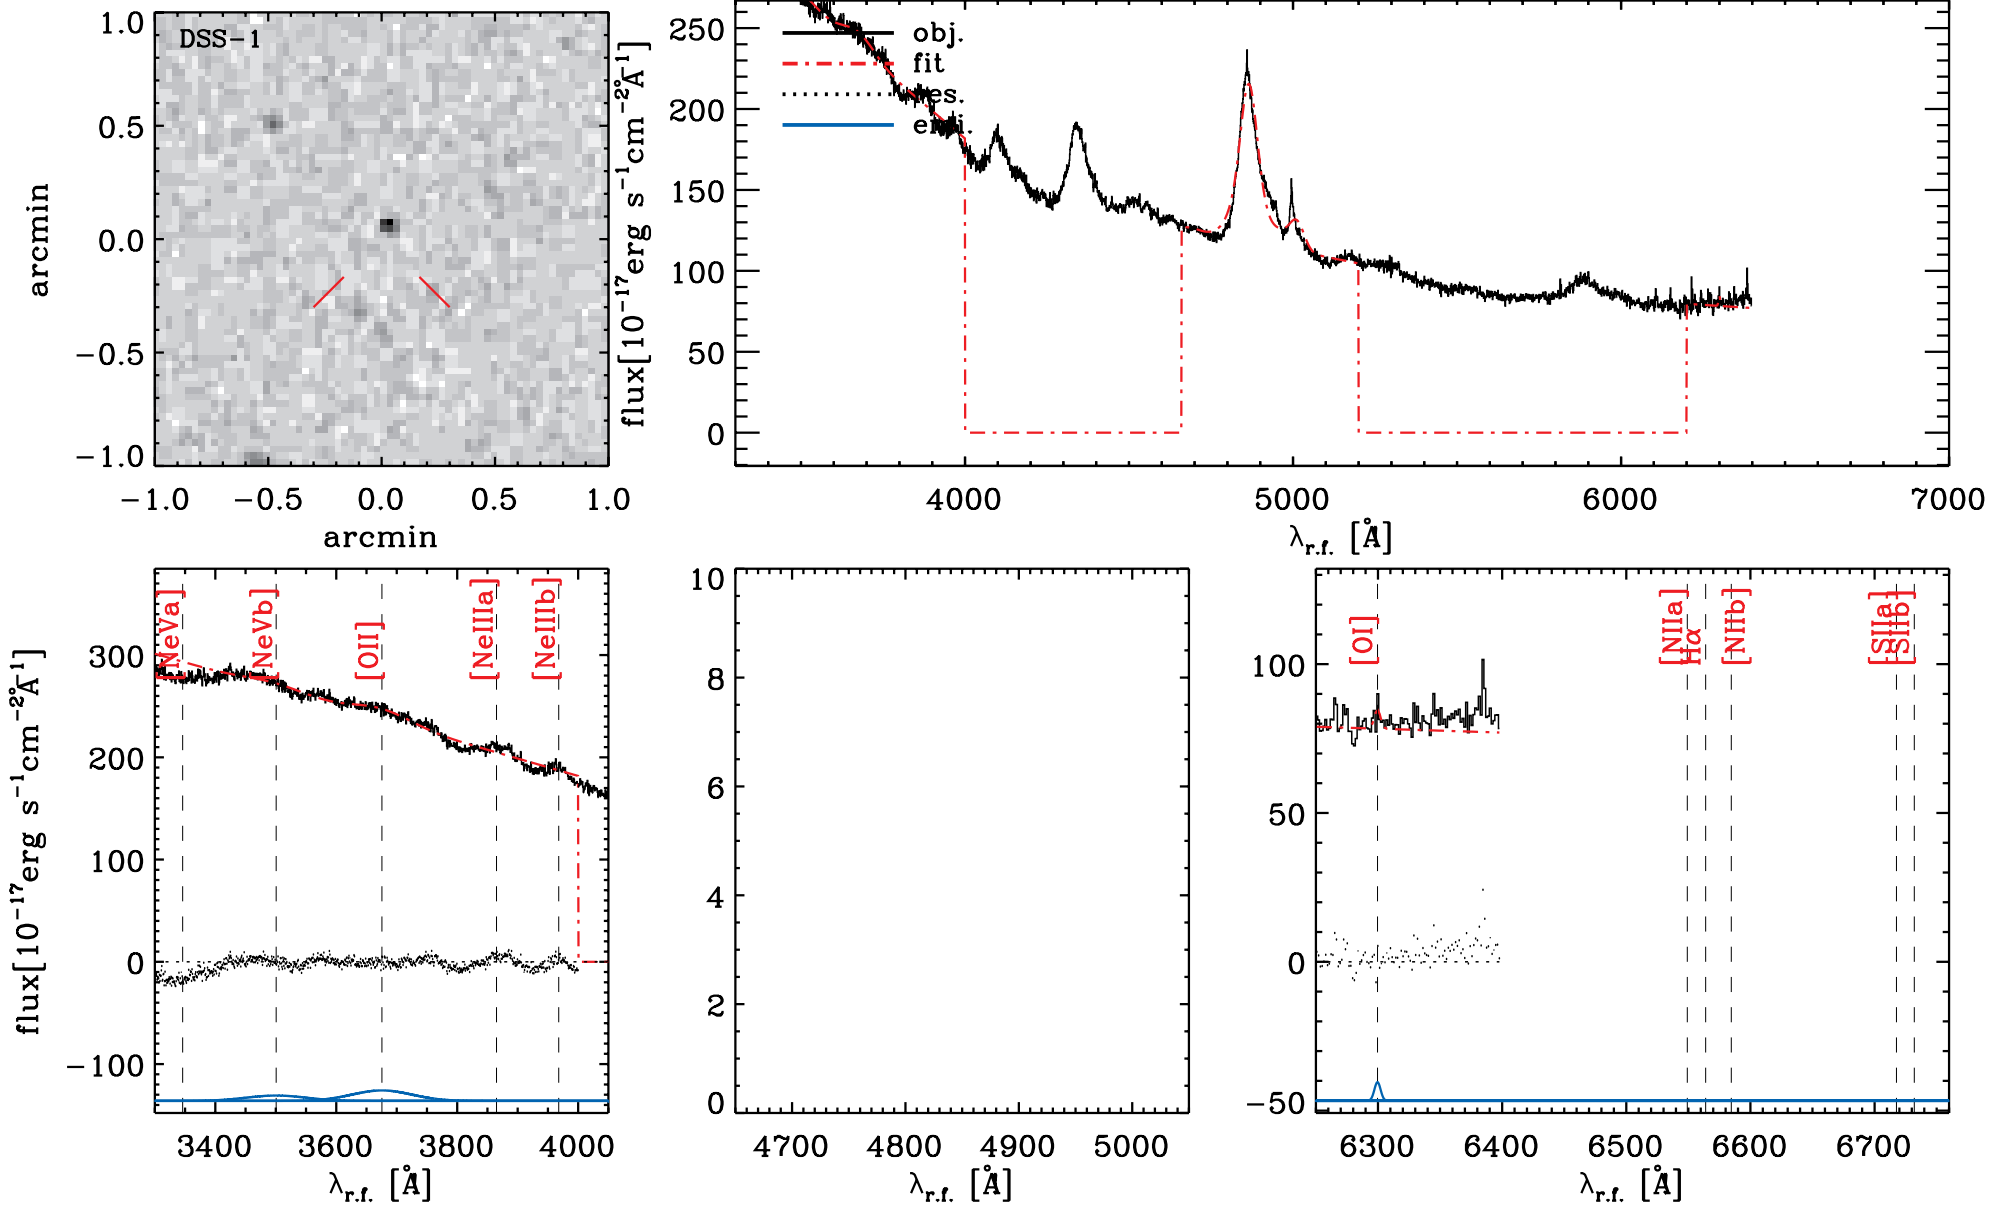 DSS-1
1.0
0.5
0.0
-0.5
-1.0
arcmin
-1.0 -0.5 0.0 0.5 1.0
arcmin
obj.
fit
res.
emi.
250
200
150
100
50
0
flux[10⁻¹⁷erg s⁻¹cm⁻²Å⁻¹]
4000 5000 6000 7000
λr.f. [Å]
[NeVa]
[NeVb]
[OII]
[NeIIIa]
[NeIIIb]
300
200
100
0
-100
flux[10⁻¹⁷erg s⁻¹cm⁻²Å⁻¹]
3400 3600 3800 4000
λr.f. [Å]
10
8
6
4
2
0
4700 4800 4900 5000
λr.f. [Å]
[OI]
[NIIa]
Hα
[NIIb]
[SIIa]
[SIIb]
100
50
0
-50
6300 6400 6500 6600 6700
λr.f. [Å]